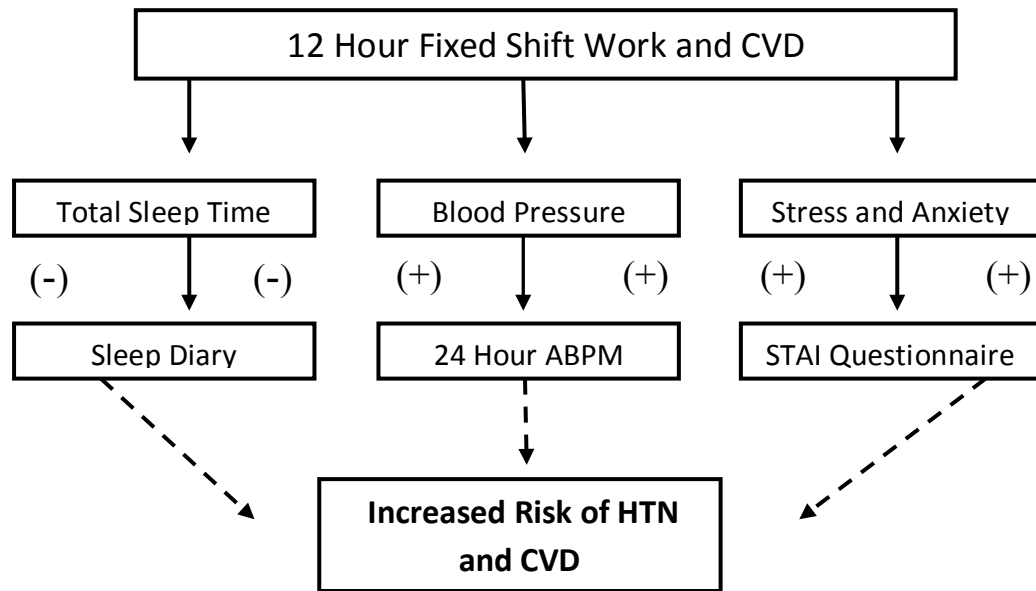 12 Hour Fixed Shift Work and CVD
Total Sleep Time
Blood Pressure
Stress and Anxiety
(-)
(-)
(+)
(+)
(+)
(+)
Sleep Diary
24 Hour ABPM
STAI Questionnaire
Increased Risk of HTN
and CVD